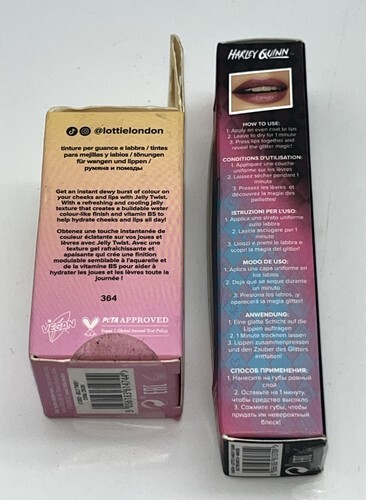 @lottielondon
tinture per guance e labbra / tintes
para mejillas y labios / tönungen
für wangen und lippen /
румяна и помады
Get an instant dewy burst of colour on
your cheeks and lips with Jelly Twist.
With a refreshing and cooling jelly
texture that creates a buildable water
colour-like finish and vitamin B5 to
help hydrate cheeks and lips all day!
Obtenez une touche instantanée de
couleur éclatante sur vos joues et
lèvres avec Jelly Twist. Avec une
texture gel rafraîchissante et
apaisante qui crée une finition
modulable semblable à l'aquarelle et
de la vitamine B5 pour aider à
hydrater les joues et les lèvres toute la
journée !
364
VEGAN
PETA APPROVED
HARLEY QUINN
HOW TO USE:
1. Apply an even coat to lips
2. Leave to dry for 1 minute
3. Press lips together and
reveal the glitter magic!
CONDITIONS D'UTILISATION:
1. Appliquez une couche
uniforme sur les lèvres
2. Laissez sécher pendant 1
minute
3. Pressez les lèvres et
découvrez la magie des
paillettes!
ISTRUZIONI PER L'USO:
1. Applica uno strato uniforme
sulle labbra
2. Lascia asciugare per 1
minuto
3. Unisci e premi le labbra e
scopri la magia dei glitter!
MODO DE USO:
1. Aplica una capa uniforme en
los labios
2. Deja que se seque durante
un minuto
3. Presiona los labios, ¡y
aparecerá la magia glitter!
ANWENDUNG:
1. Eine glatte Schicht auf die
Lippen auftragen
2. 1 Minute trocknen lassen
3. Lippen zusammenpressen
und den Zauber des Glitters
entfalten!
СПОСОБ ПРИМЕНЕНИЯ:
1. Нанесите на губы ровный
слой
2. Оставьте на 1 минуту,
чтобы средство высохло
3. Сожмите губы, чтобы
придать им невероятный
блеск!